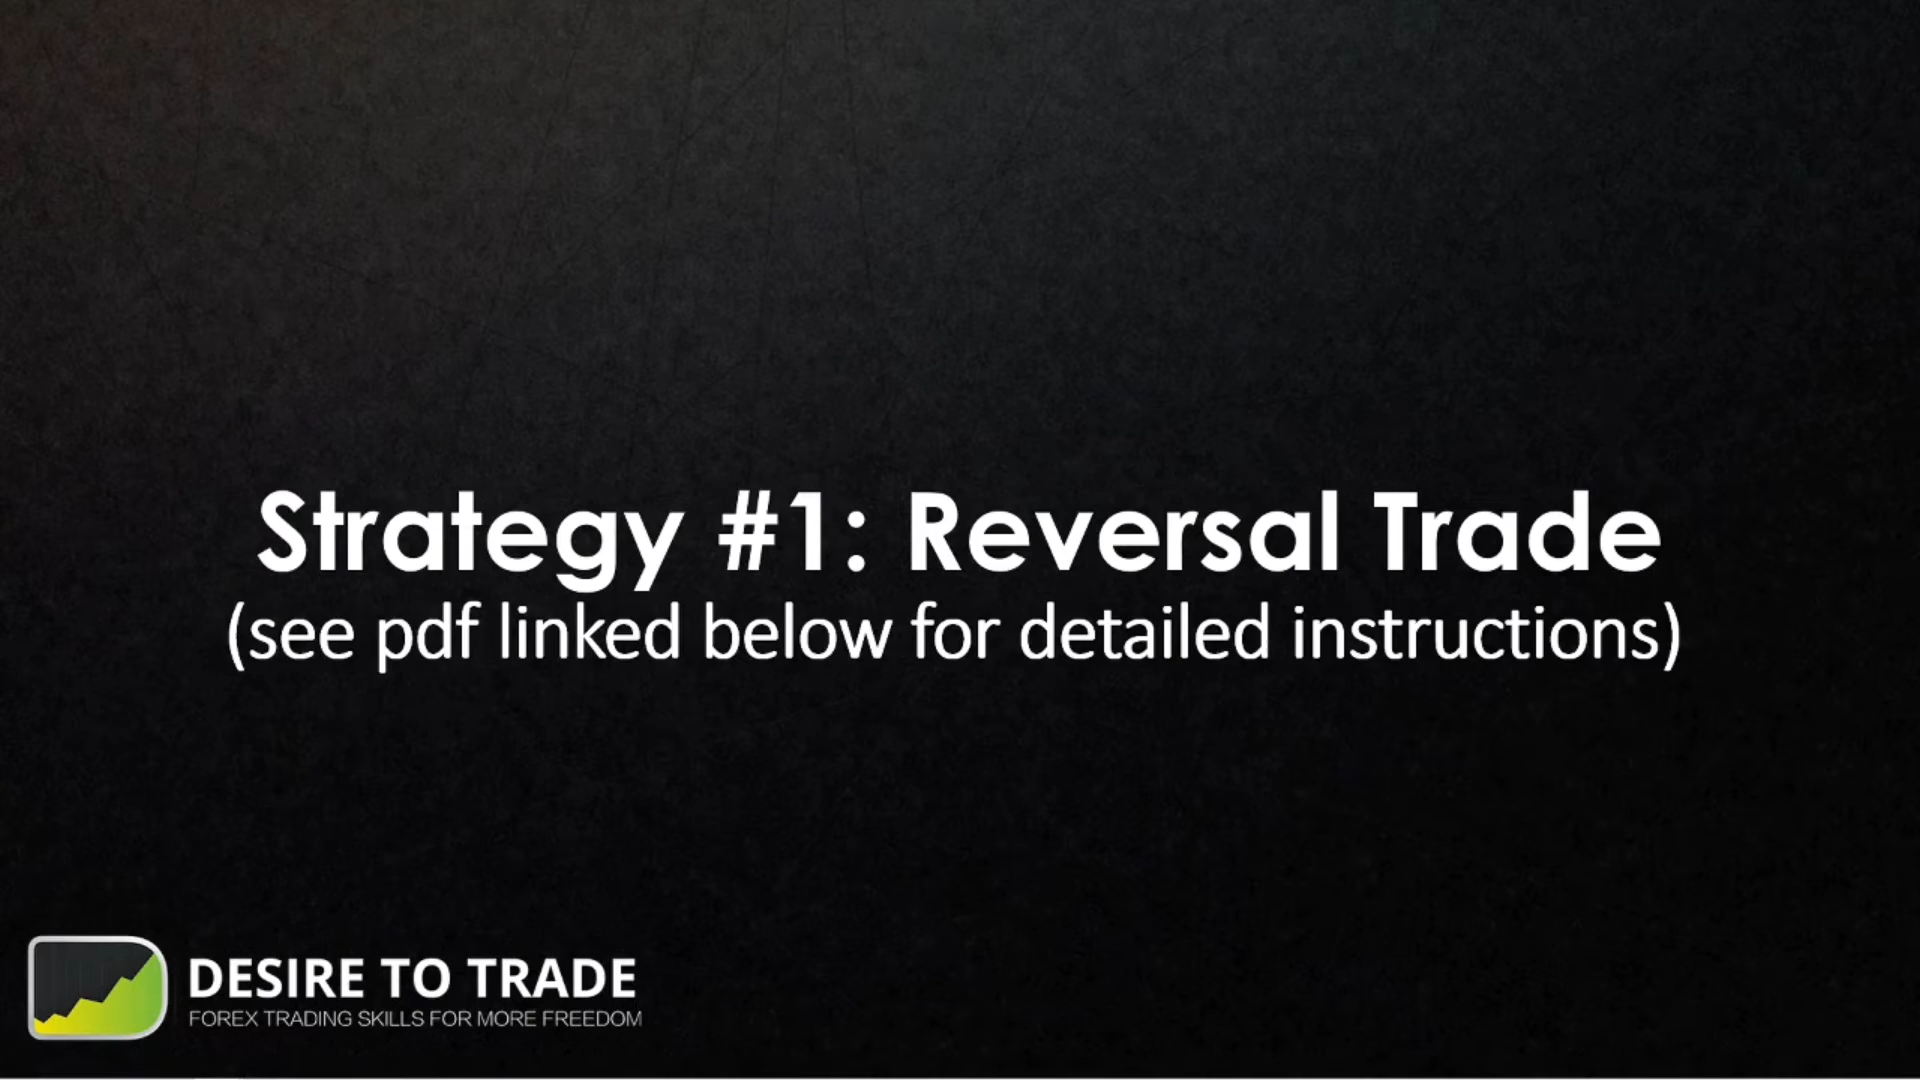 Strategy #1: Reversal Trade
(see pdf linked below for detailed instructions)
DESIRE TO TRADE
FOREX TRADING SKILLS FOR MORE FREEDOM